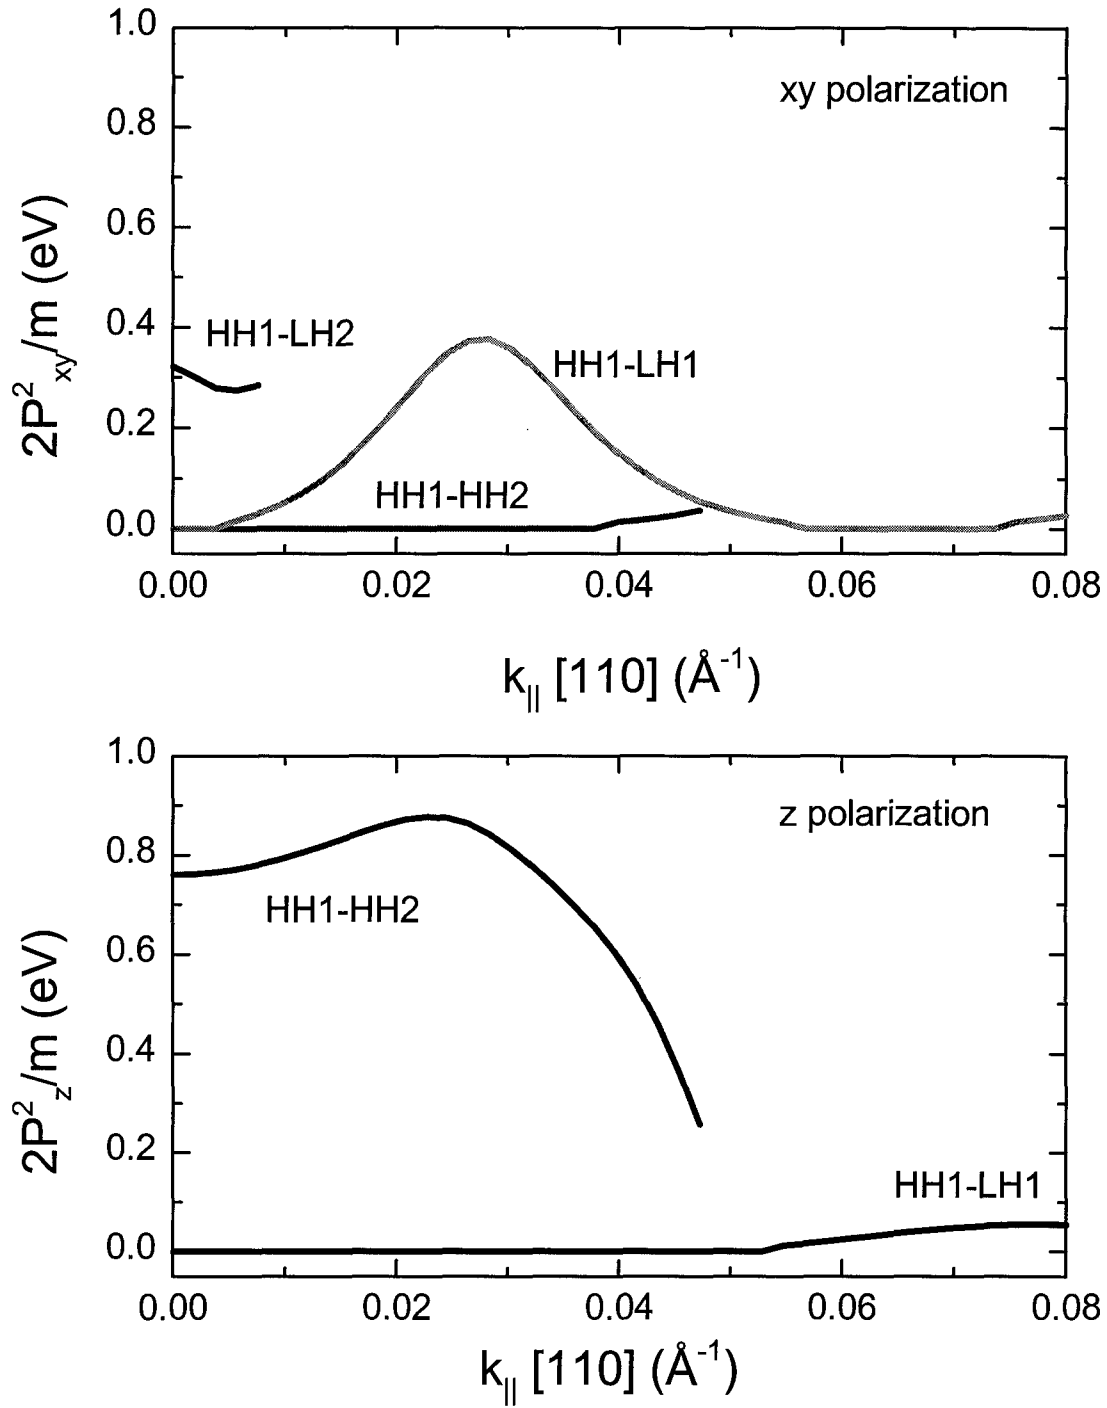 1.0
xy polarization
0.8
0.6
0.4
HH1-LH2
HH1-LH1
0.2
HH1-HH2
0.0
2P²xy/m (eV)
0.00 0.02 0.04 0.06 0.08
k|| [110] (Å⁻¹)
1.0
z polarization
0.8
HH1-HH2
0.6
0.4
0.2
HH1-LH1
0.0
2P²z/m (eV)
0.00 0.02 0.04 0.06 0.08
k|| [110] (Å⁻¹)